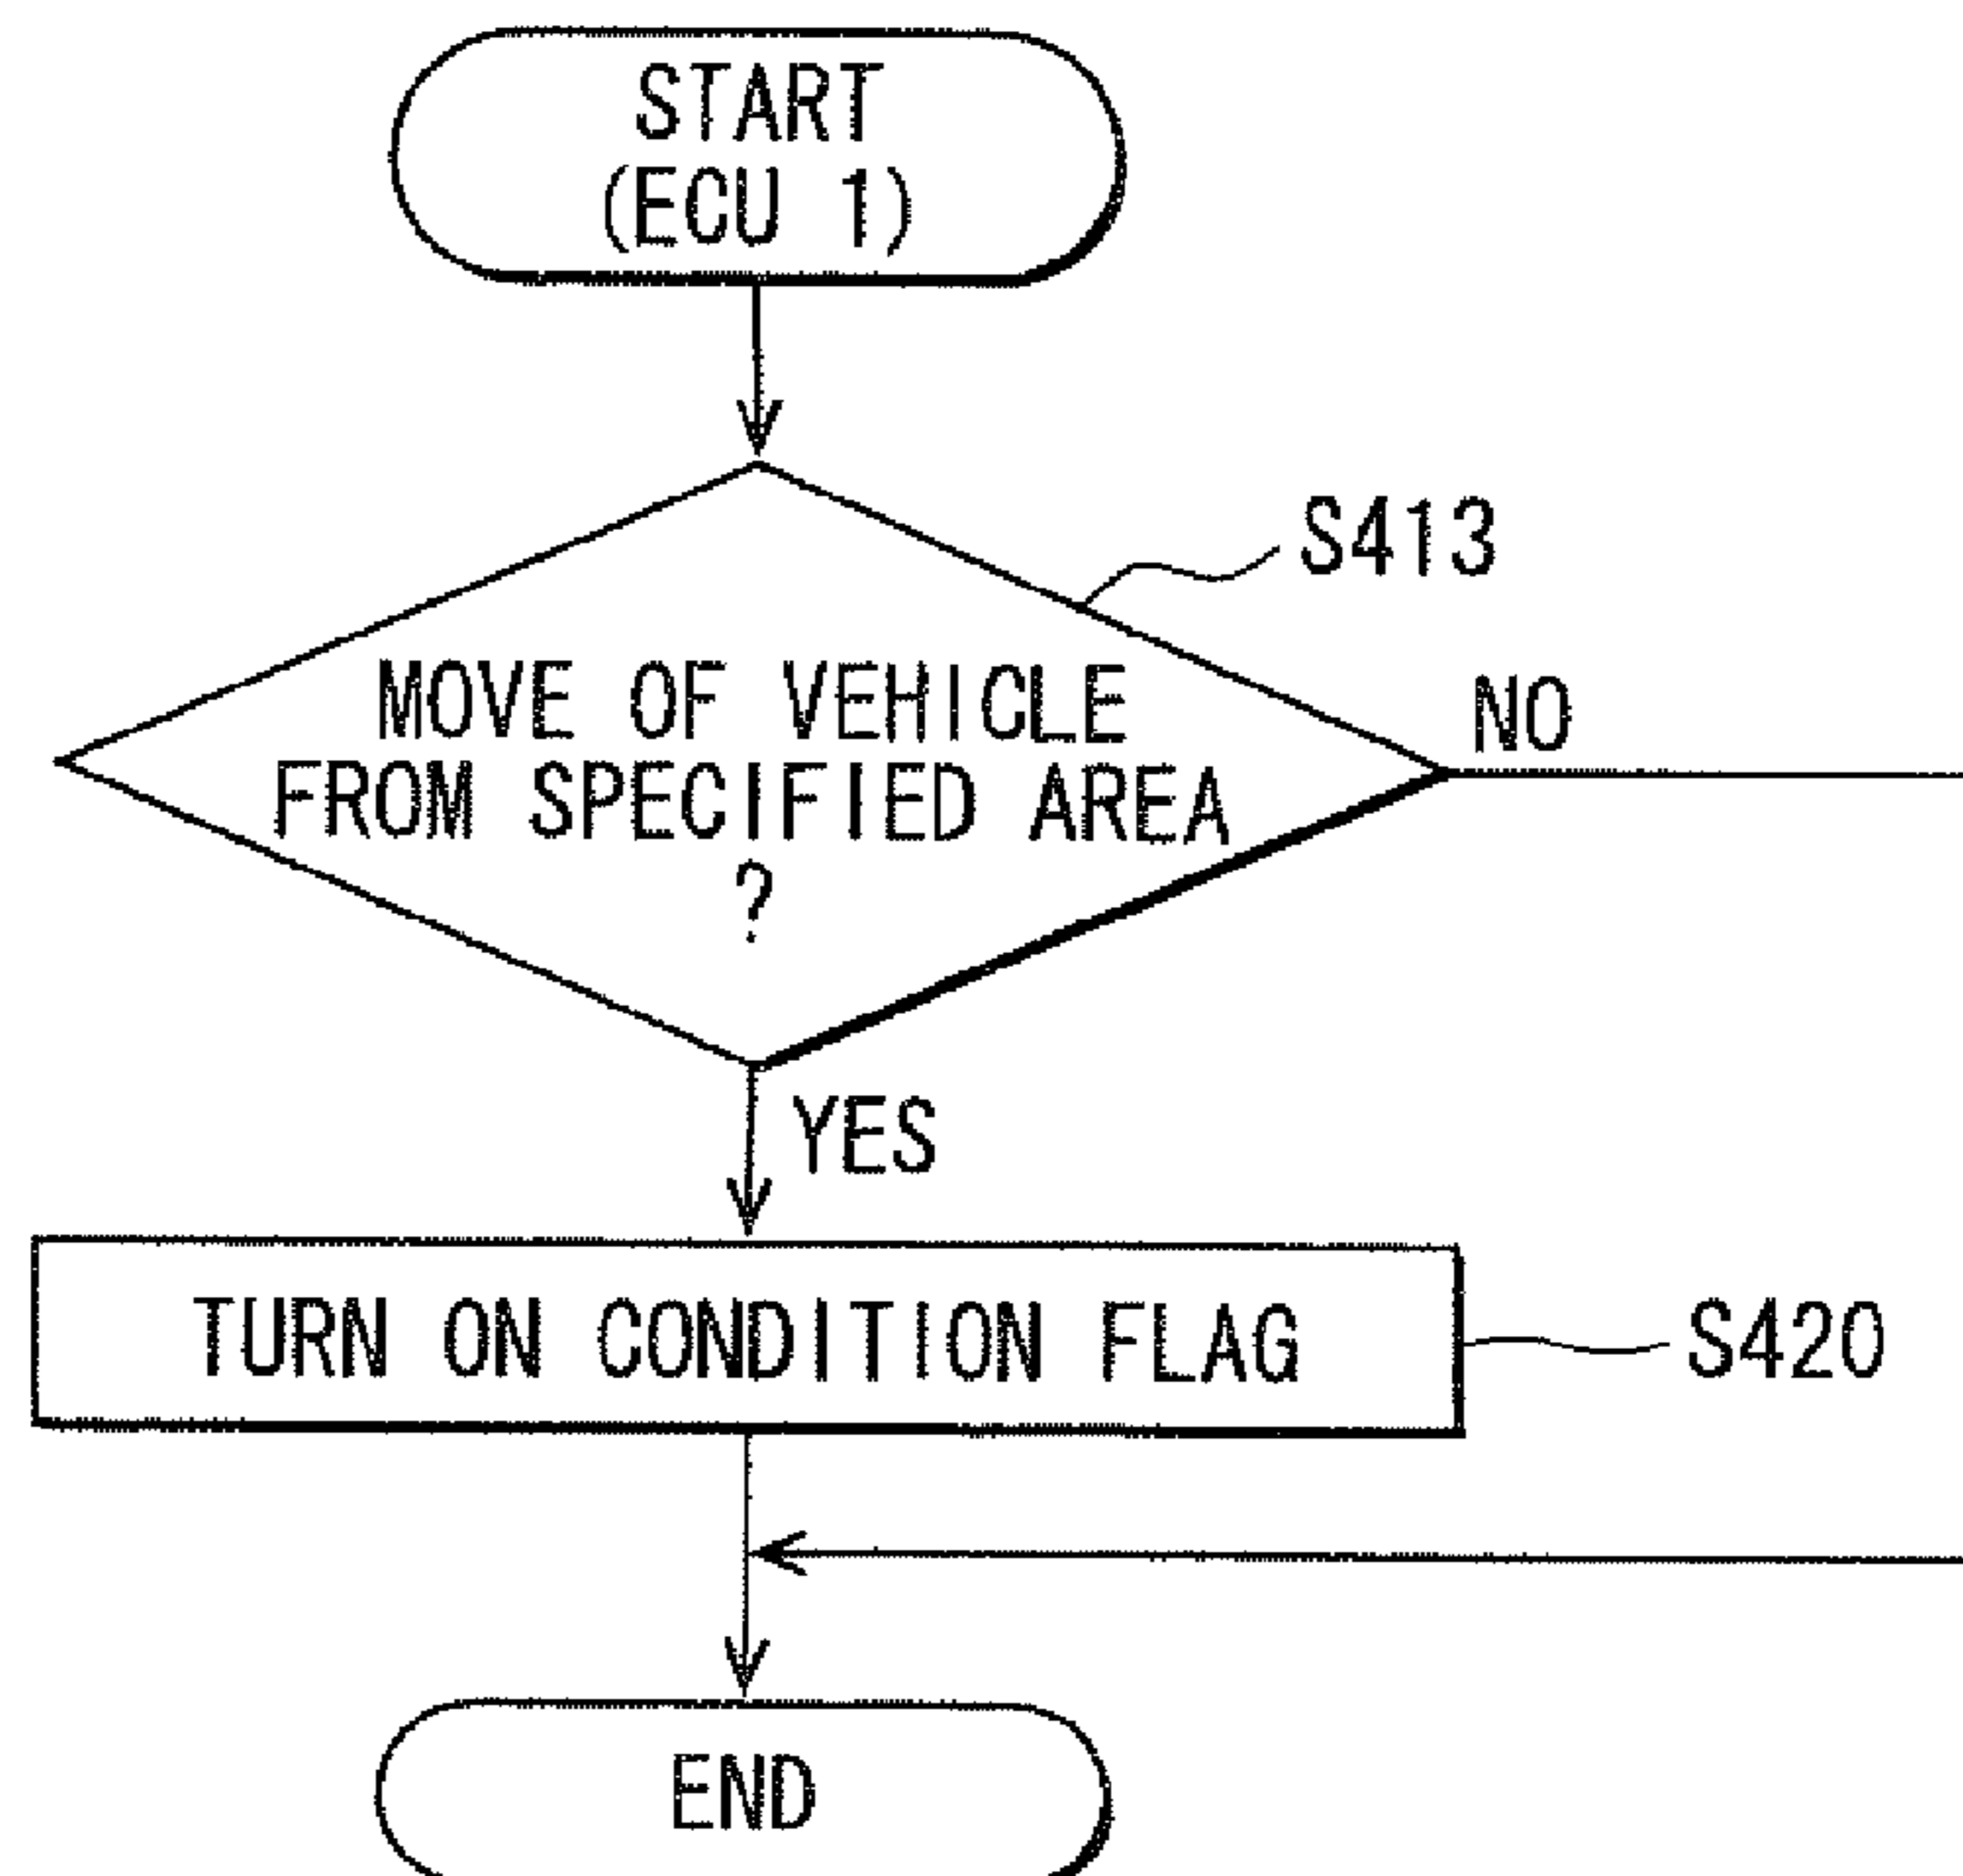 START
(ECU 1)
S413
MOVE OF VEHICLE
FROM SPECIFIED AREA
?
NO
YES
TURN ON CONDITION FLAG
S420
END